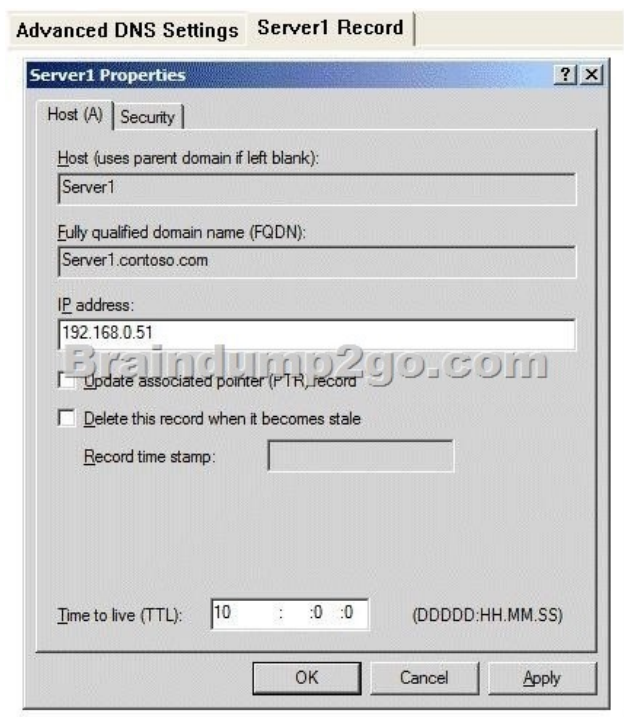 Advanced DNS Settings Server1 Record
Server1 Properties ? X
Host (A) Security
Host (uses parent domain if left blank):
Server1
Fully qualified domain name (FQDN):
Server1.contoso.com
IP address:
192.168.0.51
Braindump2go.com
Update associated pointer (PTR) record
Delete this record when it becomes stale
Record time stamp:
Time to live (TTL): 10 : :0 :0 (DDDDD:HH.MM.SS)
OK Cancel Apply